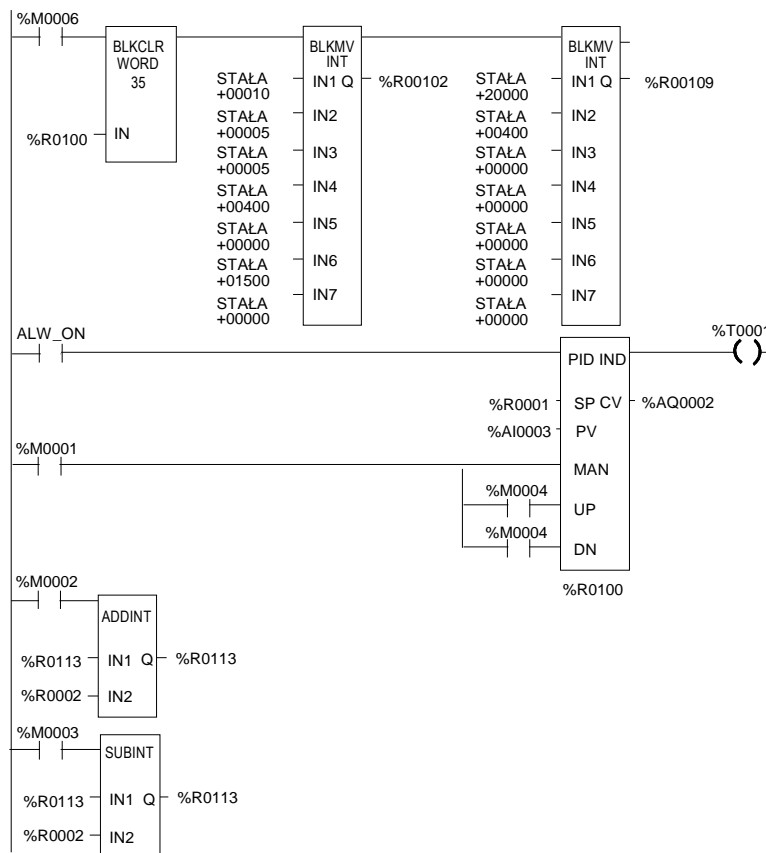 %M0006
BLKCLR
WORD
35
%R0100 IN
BLKMV
INT
STAŁA
+00010
IN1 Q %R00102
STAŁA
+00005
IN2
STAŁA
+00005
IN3
STAŁA
+00400
IN4
STAŁA
+00000
IN5
STAŁA
+01500
IN6
STAŁA
+00000
IN7
BLKMV
INT
STAŁA
+20000
IN1 Q %R00109
STAŁA
+00400
IN2
STAŁA
+00000
IN3
STAŁA
+00000
IN4
STAŁA
+00000
IN5
STAŁA
+00000
IN6
STAŁA
+00000
IN7
ALW_ON
%T0001
PID IND
%R0001 SP CV %AQ0002
%AI0003 PV
%M0001
MAN
%M0004
UP
%M0004
DN
%R0100
%M0002
ADDINT
%R0113 IN1 Q %R0113
%R0002 IN2
%M0003
SUBINT
%R0113 IN1 Q %R0113
%R0002 IN2